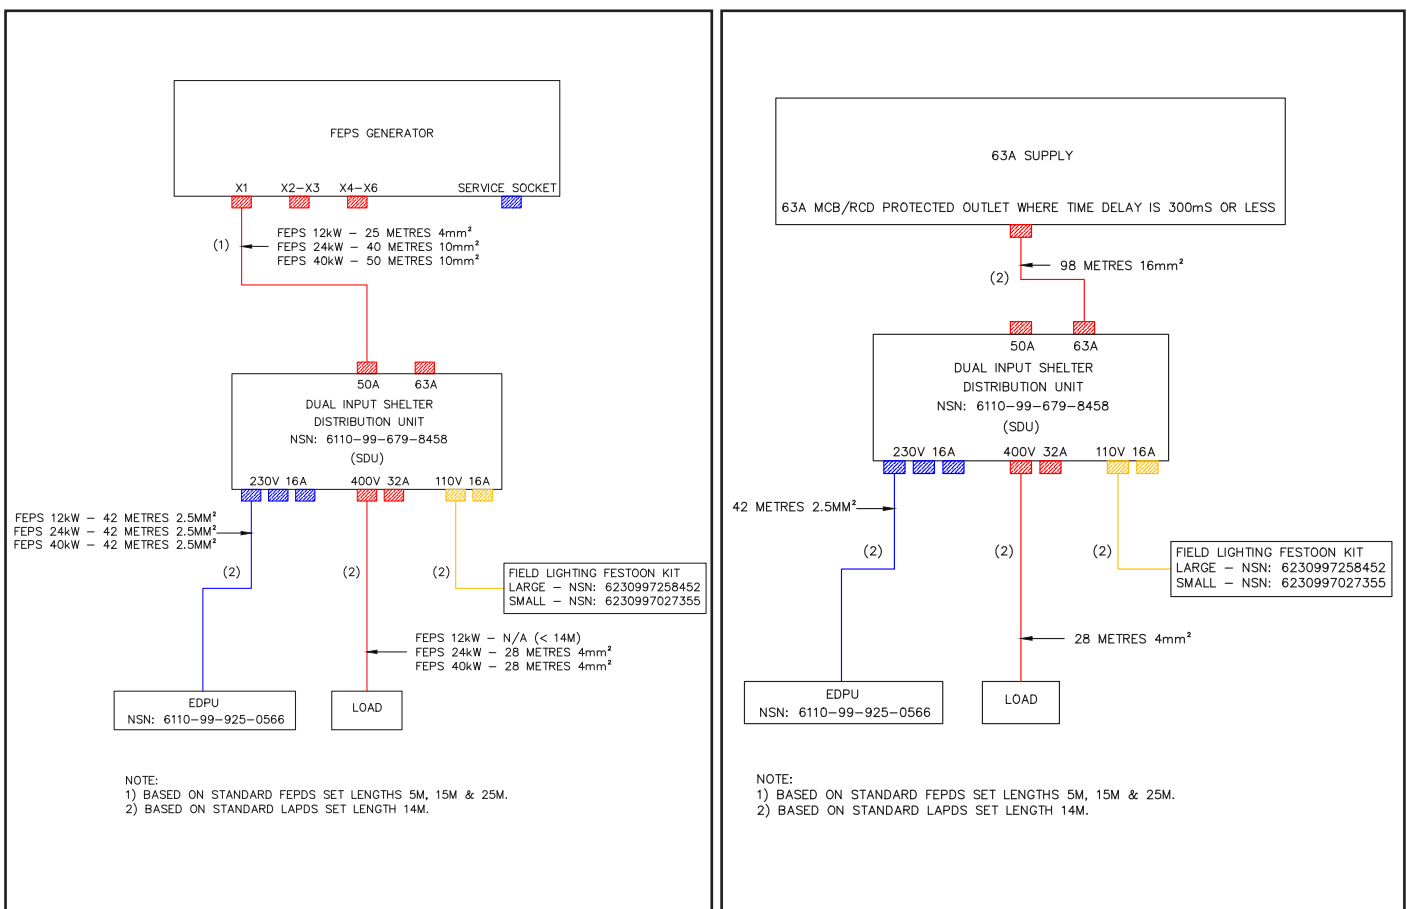 FEPS GENERATOR
X1
X2-X3
X4-X6
SERVICE SOCKET
(1)
FEPS 12kW - 25 METRES 4mm²
FEPS 24kW - 40 METRES 10mm²
FEPS 40kW - 50 METRES 10mm²
50A
63A
DUAL INPUT SHELTER
DISTRIBUTION UNIT
NSN: 6110-99-679-8458
(SDU)
230V 16A
400V 32A
110V 16A
FEPS 12kW - 42 METRES 2.5MM²
FEPS 24kW - 42 METRES 2.5MM²
FEPS 40kW - 42 METRES 2.5MM²
(2)
(2)
(2)
FIELD LIGHTING FESTOON KIT
LARGE - NSN: 6230997258452
SMALL - NSN: 6230997027355
FEPS 12kW - N/A (< 14M)
FEPS 24kW - 28 METRES 4mm²
FEPS 40kW - 28 METRES 4mm²
EDPU
NSN: 6110-99-925-0566
LOAD
NOTE:
1) BASED ON STANDARD FEPDS SET LENGTHS 5M, 15M & 25M.
2) BASED ON STANDARD LAPDS SET LENGTH 14M.
63A SUPPLY
63A MCB/RCD PROTECTED OUTLET WHERE TIME DELAY IS 300mS OR LESS
98 METRES 16mm²
(2)
50A
63A
DUAL INPUT SHELTER
DISTRIBUTION UNIT
NSN: 6110-99-679-8458
(SDU)
230V 16A
400V 32A
110V 16A
42 METRES 2.5MM²
(2)
(2)
(2)
FIELD LIGHTING FESTOON KIT
LARGE - NSN: 6230997258452
SMALL - NSN: 6230997027355
28 METRES 4mm²
EDPU
NSN: 6110-99-925-0566
LOAD
NOTE:
1) BASED ON STANDARD FEPDS SET LENGTHS 5M, 15M & 25M.
2) BASED ON STANDARD LAPDS SET LENGTH 14M.